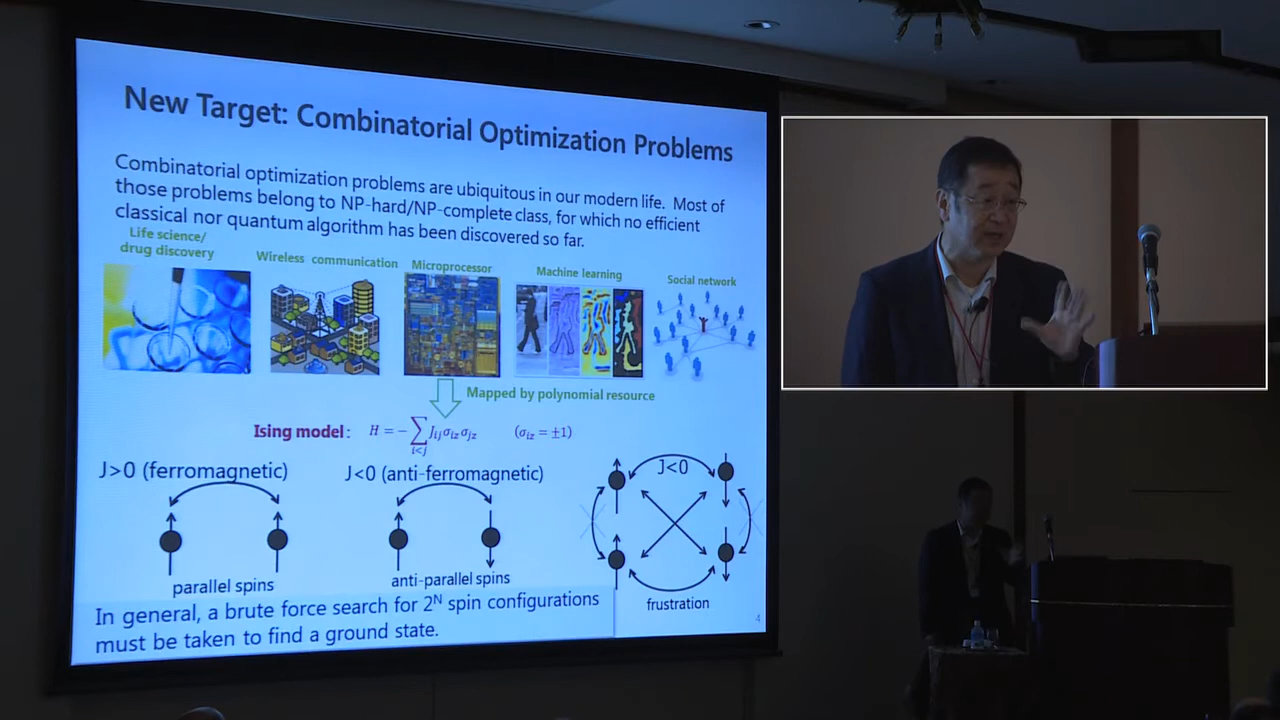 New Target: Combinatorial Optimization Problems
Combinatorial optimization problems are ubiquitous in our modern life. Most of
those problems belong to NP-hard/NP-complete class, for which no efficient
classical nor quantum algorithm has been discovered so far.
Life science/
drug discovery
Wireless communication
Microprocessor
Machine learning
Social network
Mapped by polynomial resource
Ising model: H = −∑i<j Jijσizσjz (σiz = ±1)
J>0 (ferromagnetic)
J<0 (anti-ferromagnetic)
J<0
parallel spins
anti-parallel spins
frustration
In general, a brute force search for 2^N spin configurations
must be taken to find a ground state.
4